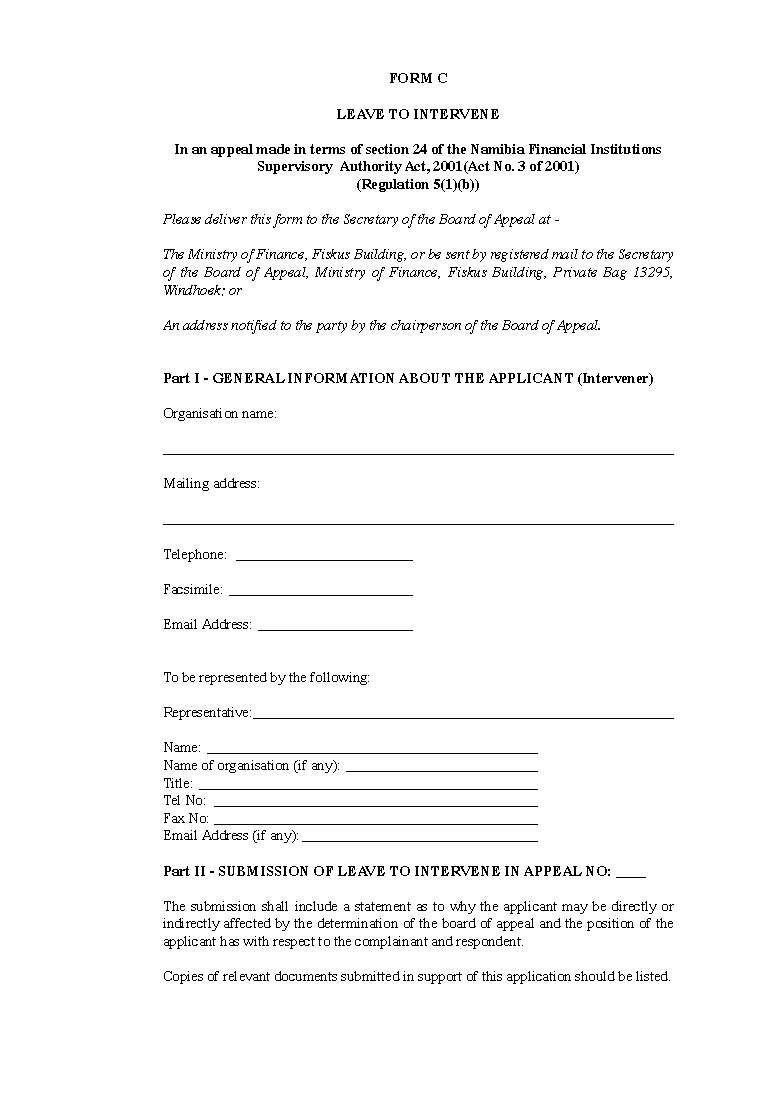 FORM C
LEAVE TO INTERVENE
In an appeal made in terms of section 24 of the Namibia Financial Institutions
Supervisory Authority Act, 2001(Act No. 3 of 2001)
(Regulation 5(1)(b))
Please deliver this form to the Secretary of the Board of Appeal at -
The Ministry of Finance, Fiskus Building, or be sent by registered mail to the Secretary
of the Board of Appeal, Ministry of Finance, Fiskus Building, Private Bag 13295,
Windhoek; or
An address notified to the party by the chairperson of the Board of Appeal.
Part I - GENERAL INFORMATION ABOUT THE APPLICANT (Intervener)
Organisation name:
Mailing address:
Telephone: 
Facsimile: 
Email Address: 
To be represented by the following:
Representative:
Name: 
Name of organisation (if any): 
Title: 
Tel No: 
Fax No: 
Email Address (if any): 
Part II - SUBMISSION OF LEAVE TO INTERVENE IN APPEAL NO: ____
The submission shall include a statement as to why the applicant may be directly or
indirectly affected by the determination of the board of appeal and the position of the
applicant has with respect to the complainant and respondent.
Copies of relevant documents submitted in support of this application should be listed.